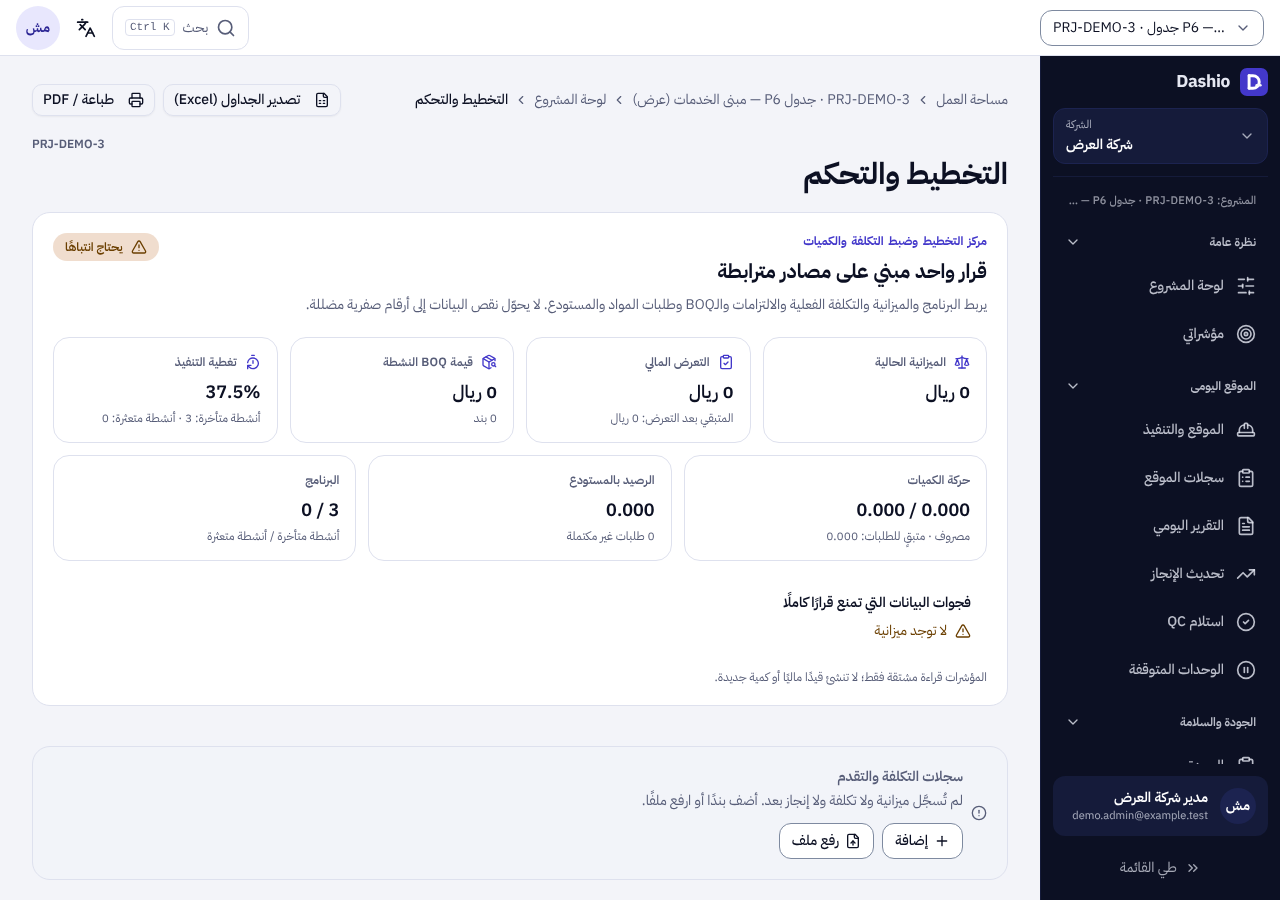 PRJ-DEMO-3 · جدول P6 —...
بحث
Ctrl K
مش
Dashio
الشركة
شركة العرض
المشروع: PRJ-DEMO-3 · جدول P6 — ...
نظرة عامة
لوحة المشروع
مؤشراتي
الموقع اليومي
الموقع والتنفيذ
سجلات الموقع
التقرير اليومي
تحديث الإنجاز
استلام QC
الوحدات المتوقفة
الجودة والسلامة
مش
مدير شركة العرض
demo.admin@example.test
طي القائمة
مساحة العمل
PRJ-DEMO-3 · جدول P6 — مبنى الخدمات (عرض)
لوحة المشروع
التخطيط والتحكم
تصدير الجداول (Excel)
طباعة / PDF
PRJ-DEMO-3
التخطيط والتحكم
مركز التخطيط وضبط التكلفة والكميات
قرار واحد مبني على مصادر مترابطة
يحتاج انتباهًا
يربط البرنامج والميزانية والتكلفة الفعلية والالتزامات والـBOQ وطلبات المواد والمستودع. لا يحوّل نقص البيانات إلى أرقام صفرية مضللة.
الميزانية الحالية
0 ريال
التعرض المالي
0 ريال
المتبقي بعد التعرض: 0 ريال
قيمة BOQ النشطة
0 ريال
0 بند
تغطية التنفيذ
37.5%
أنشطة متأخرة: 3 · أنشطة متعثرة: 0
حركة الكميات
0.000 / 0.000
مصروف · متبقٍ للطلبات: 0.000
الرصيد بالمستودع
0.000
0 طلبات غير مكتملة
البرنامج
3 / 0
أنشطة متأخرة / أنشطة متعثرة
فجوات البيانات التي تمنع قرارًا كاملًا
لا توجد ميزانية
المؤشرات قراءة مشتقة فقط؛ لا تنشئ قيدًا ماليًا أو كمية جديدة.
سجلات التكلفة والتقدم
لم تُسجَّل ميزانية ولا تكلفة ولا إنجاز بعد. أضف بندًا أو ارفع ملفًا.
إضافة
رفع ملف